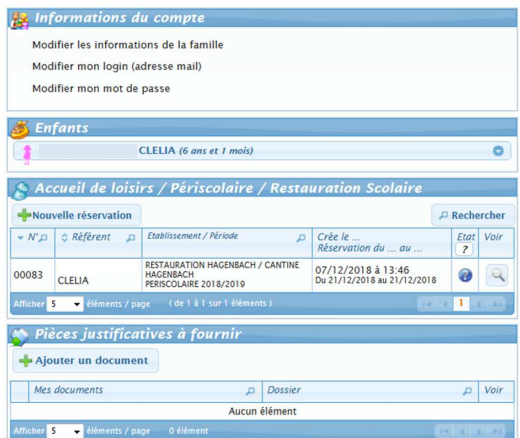 Informations du compte
Modifier les informations de la famille
Modifier mon login (adresse mail)
Modifier mon mot de passe
Enfants
CLELIA (6 ans et 1 mois)
Accueil de loisirs / Périscolaire / Restauration Scolaire
Nouvelle réservation
Rechercher
N° Référent Etablissement / Période Crée le ... Etat Voir
Réservation du ... au ... ?
RESTAURATION HAGENBACH / CANTINE
00083 CLELIA HAGENBACH 07/12/2018 à 13:46
PERISCOLAIRE 2018/2019 Du 21/12/2018 au 21/12/2018
Afficher 5 éléments / page (de 1 à 1 sur 1 éléments) 1
Pièces justificatives à fournir
Ajouter un document
Mes documents Dossier Voir
Aucun élément
Afficher 5 éléments / page 0 élément